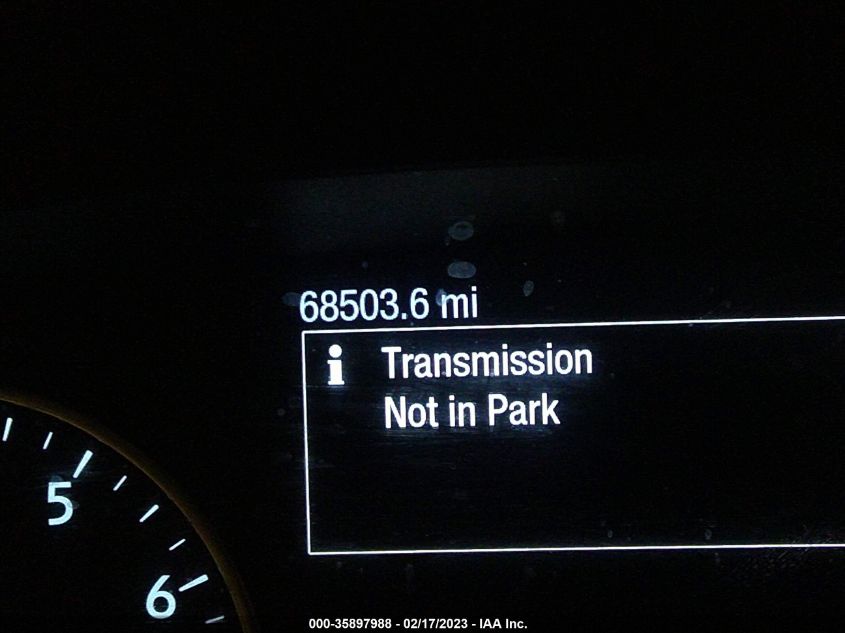 68503.6 mi
i Transmission
Not in Park
5
6
000-35897988 - 02/17/2023 - IAA Inc.